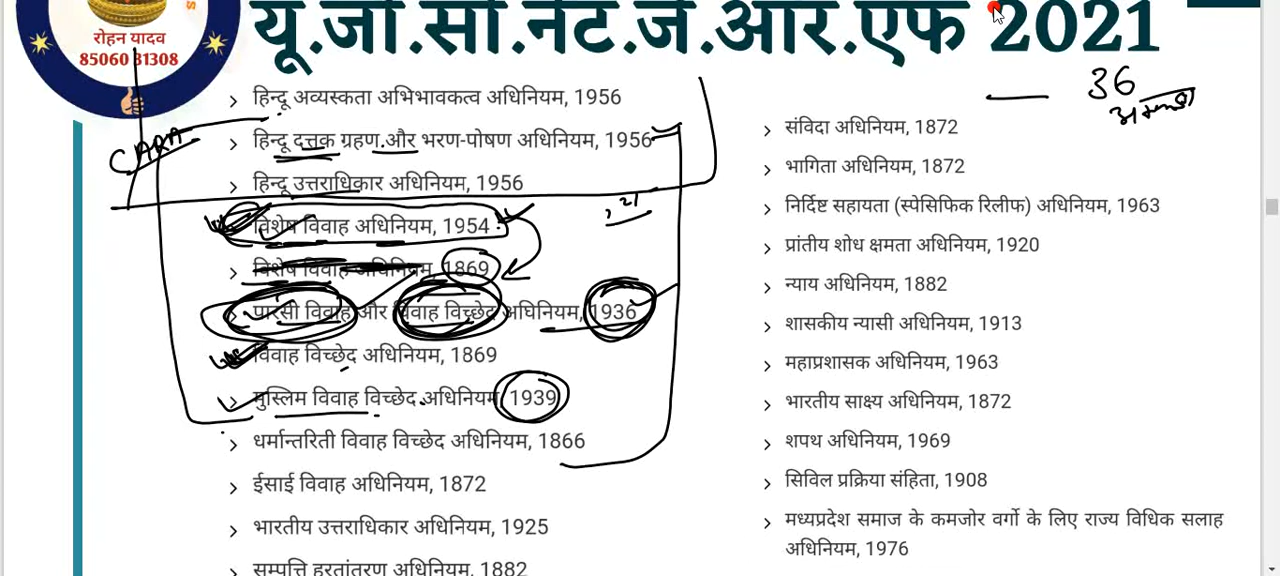 रोहन यादव
85060 31308
यू.जी.सी.नेट.जे.आर.एफ 2021
हिन्दू अव्यस्कता अभिभावकत्व अधिनियम, 1956
हिन्दू दत्तक ग्रहण और भरण-पोषण अधिनियम, 1956
हिन्दू उत्तराधिकार अधिनियम, 1956
विशेष विवाह अधिनियम, 1954
विशेष विवाह अधिनियम, 1869
पारसी विवाह और विवाह विच्छेद अधिनियम, 1936
विवाह विच्छेद अधिनियम, 1869
मुस्लिम विवाह विच्छेद अधिनियम, 1939
धर्मान्तरिती विवाह विच्छेद अधिनियम, 1866
ईसाई विवाह अधिनियम, 1872
भारतीय उत्तराधिकार अधिनियम, 1925
सम्पत्ति हस्तांतरण अधिनियम, 1882
CARA
21
36
संविदा अधिनियम, 1872
भागिता अधिनियम, 1872
निर्दिष्ट सहायता (स्पेसिफिक रिलीफ) अधिनियम, 1963
प्रांतीय शोध क्षमता अधिनियम, 1920
न्याय अधिनियम, 1882
शासकीय न्यासी अधिनियम, 1913
महाप्रशासक अधिनियम, 1963
भारतीय साक्ष्य अधिनियम, 1872
शपथ अधिनियम, 1969
सिविल प्रक्रिया संहिता, 1908
मध्यप्रदेश समाज के कमजोर वर्गो के लिए राज्य विधिक सलाह
अधिनियम, 1976